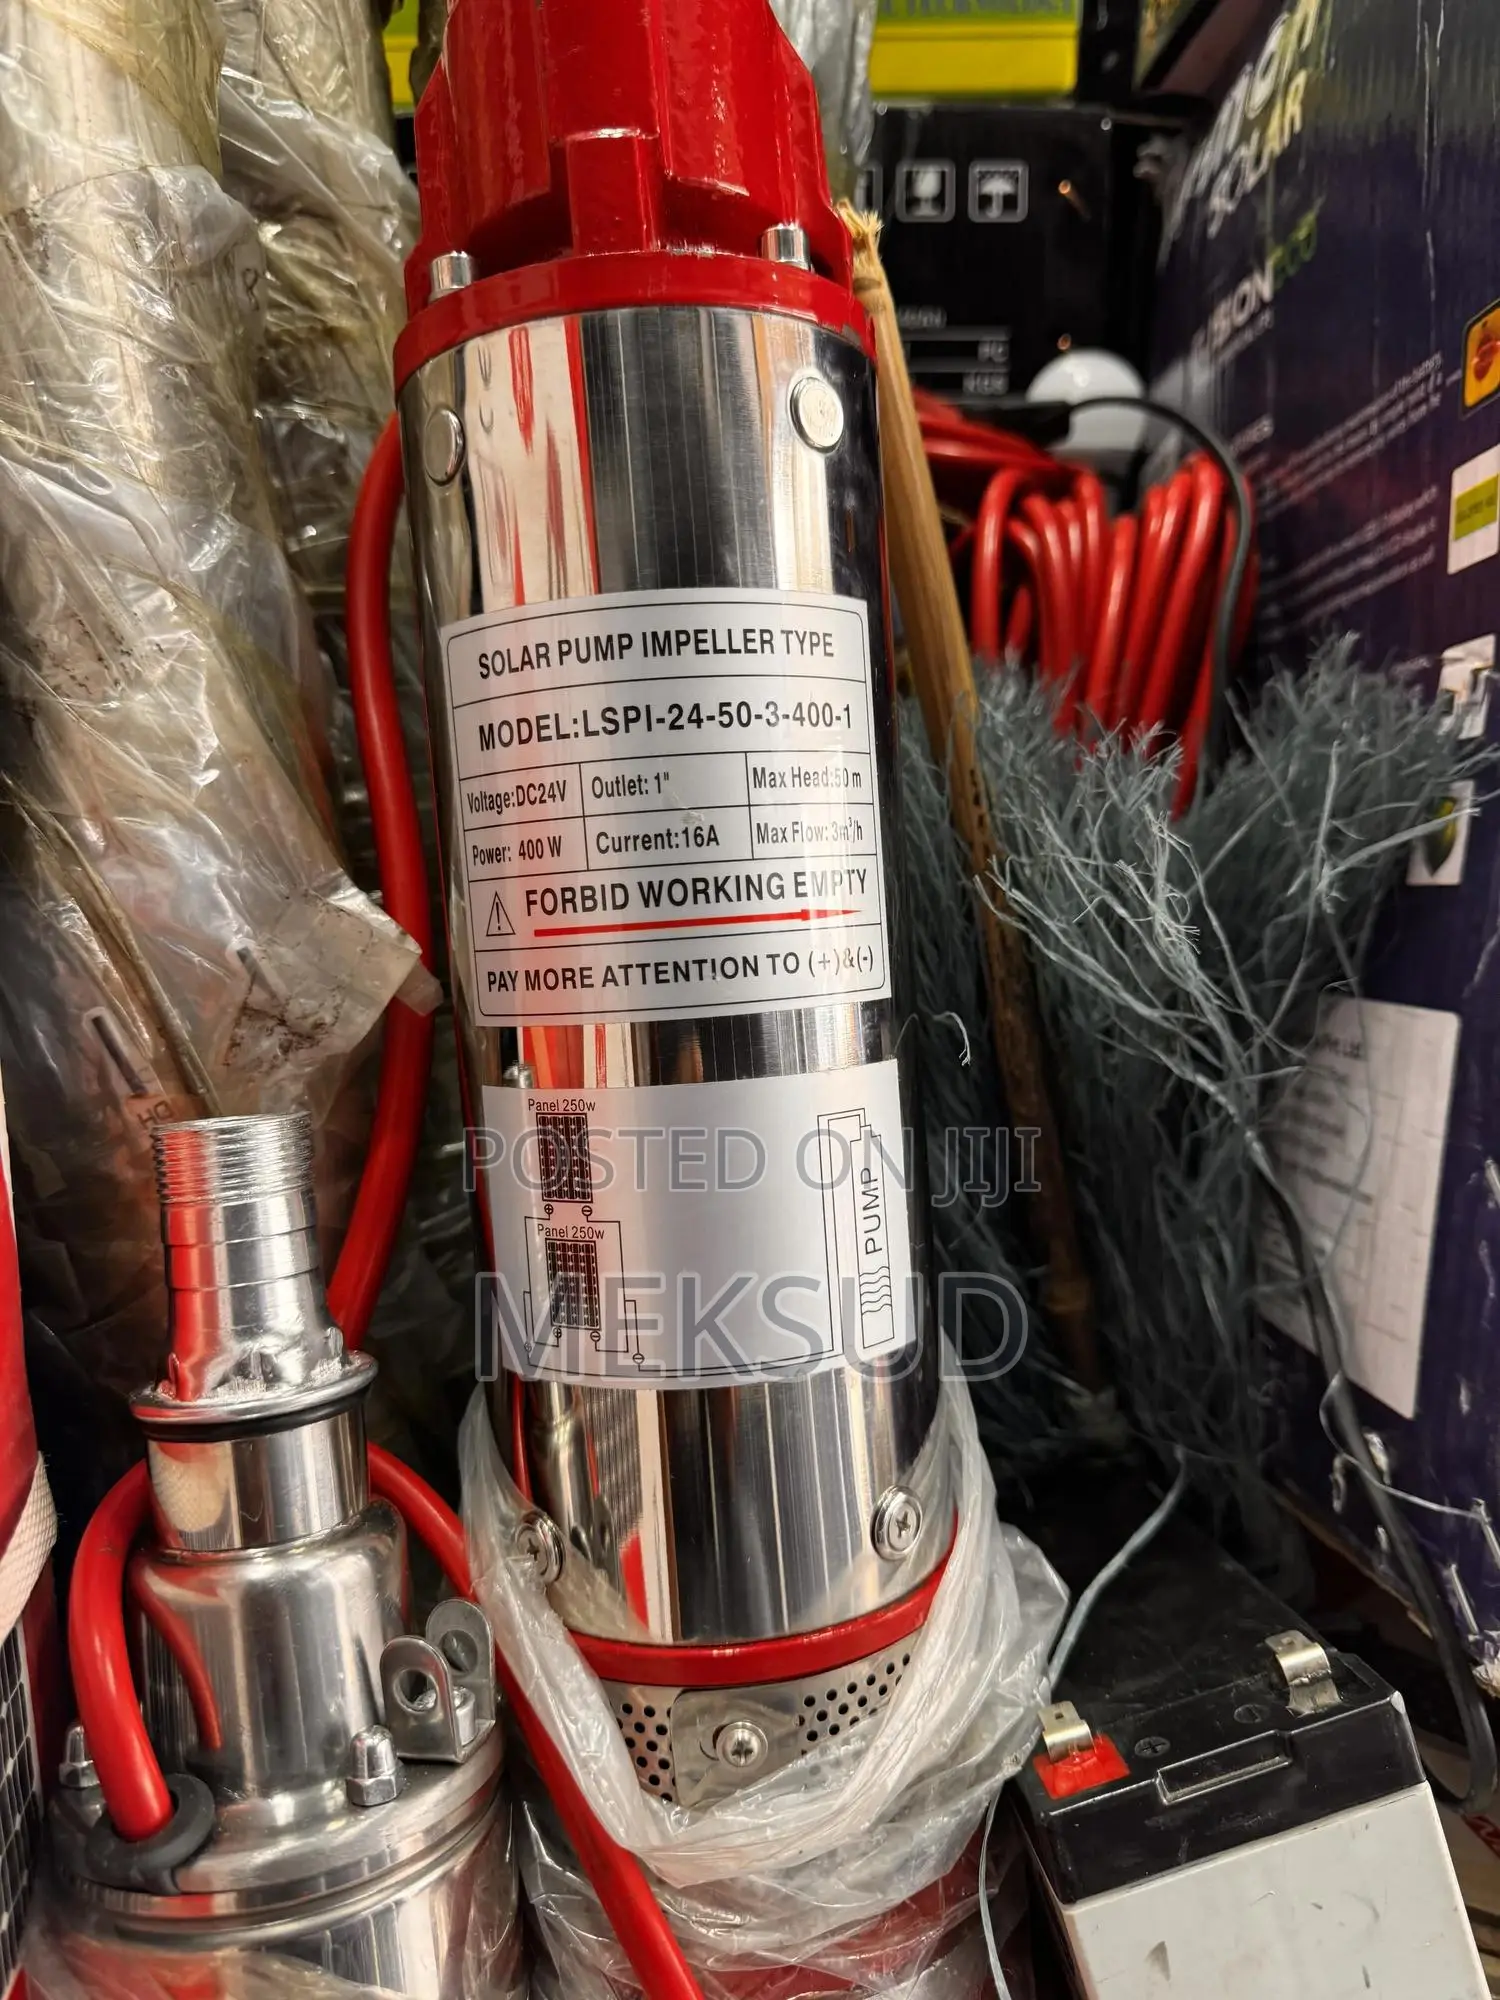 SOLAR
SOLAR PUMP IMPELLER TYPE
MODEL:LSPI-24-50-3-400-1
Voltage:DC24V Outlet: 1" Max Head:50 m
Power: 400 W Current:16A Max Flow: 3m³/h
FORBID WORKING EMPTY
PAY MORE ATTENTION TO (+)&(-)
Panel 250w
Panel 250w
PUMP
POSTED ON JIJI
MEKSUD